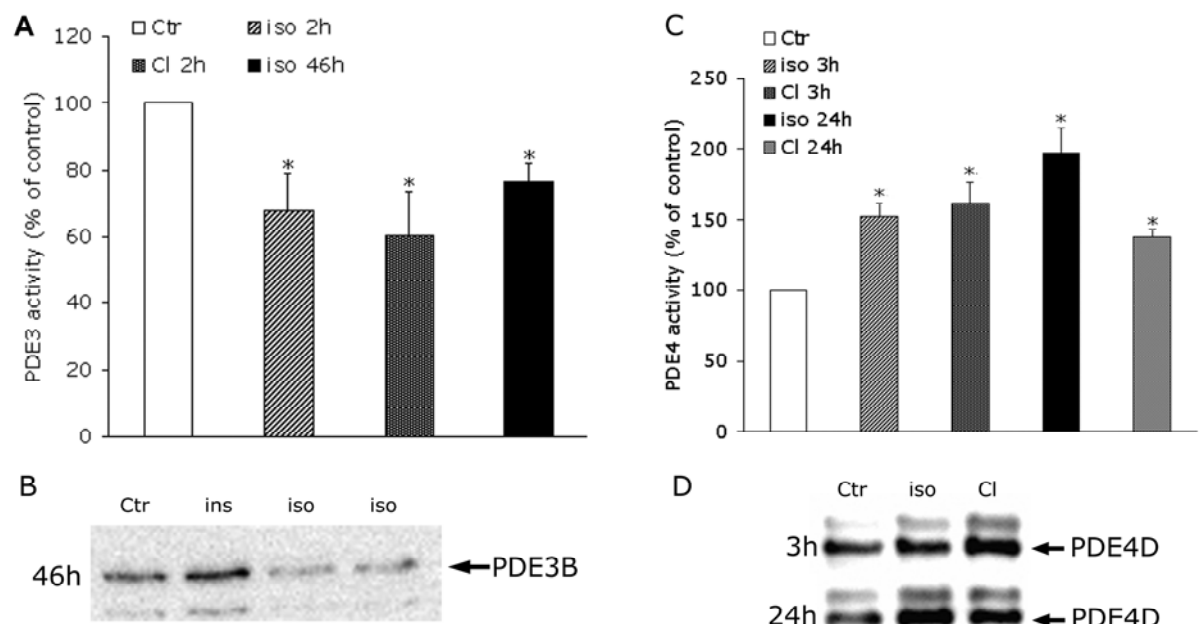 A
Ctr
iso 2h
Cl 2h
iso 46h
PDE3 activity (% of control)
120
100
80
60
40
20
0
*
*
*
C
Ctr
iso 3h
Cl 3h
iso 24h
Cl 24h
PDE4 activity (% of control)
250
200
150
100
50
0
*
*
*
*
B
Ctr ins iso iso
46h
PDE3B
D
Ctr iso Cl
3h
PDE4D
24h
PDE4D